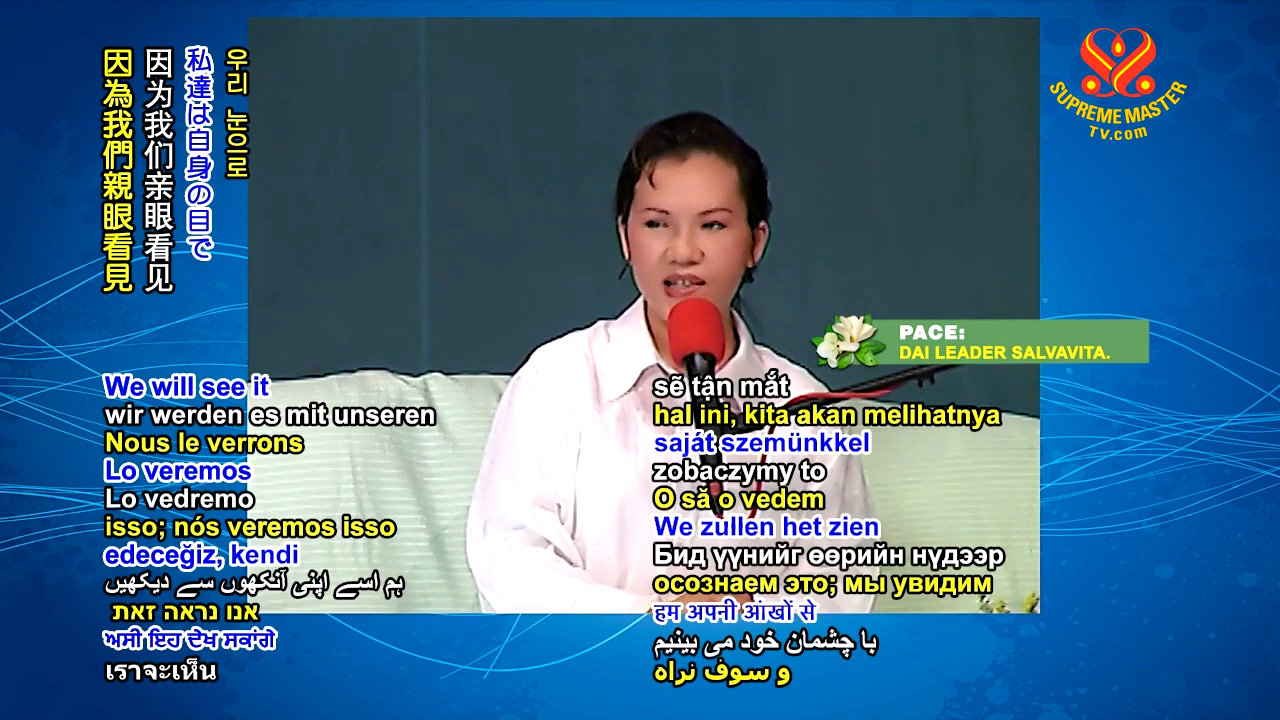 우리 눈으로
私達は自身の目で
因为我们亲眼看见
因為我們親眼看見
SUPREME MASTER
TV.com
PACE:
DAI LEADER SALVAVITA.
We will see it
wir werden es mit unseren
Nous le verrons
Lo veremos
Lo vedremo
isso; nós veremos isso
edeceğiz, kendi
ہم اسے اپنی آنکھوں سے دیکھیں
אנו נראה זאת
ਅਸੀ ਇਹ ਦੇਖ ਸਕਾਂਗੇ
เราจะเห็น
sẽ tận mắt
hal ini, kita akan melihatnya
saját szemünkkel
zobaczymy to
O să o vedem
We zullen het zien
Бид үүнийг өөрийн нүдээр
осознаем это; мы увидим
हम अपनी आंखों से
با چشمان خود می بینیم
و سوف نراه